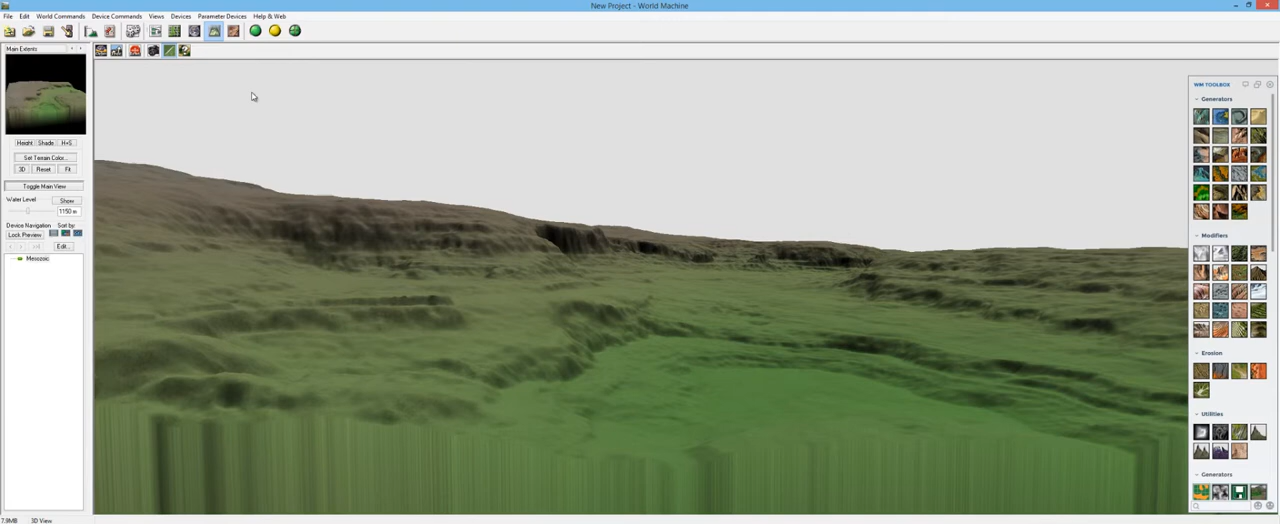 New Project - World Machine
File Edit World Commands Device Commands Views Devices Parameter Devices Help & Web
Main Extents
Height Shade H+S
Set Terrain Color...
3D Reset Fit
Toggle Main View
Water Level Show
1150 m
Device Navigation Sort by:
Lock Preview
Edit...
Mesozoic
WM TOOLBOX
Generators
Modifiers
Erosion
Utilities
Generators
7.9MB 3D View